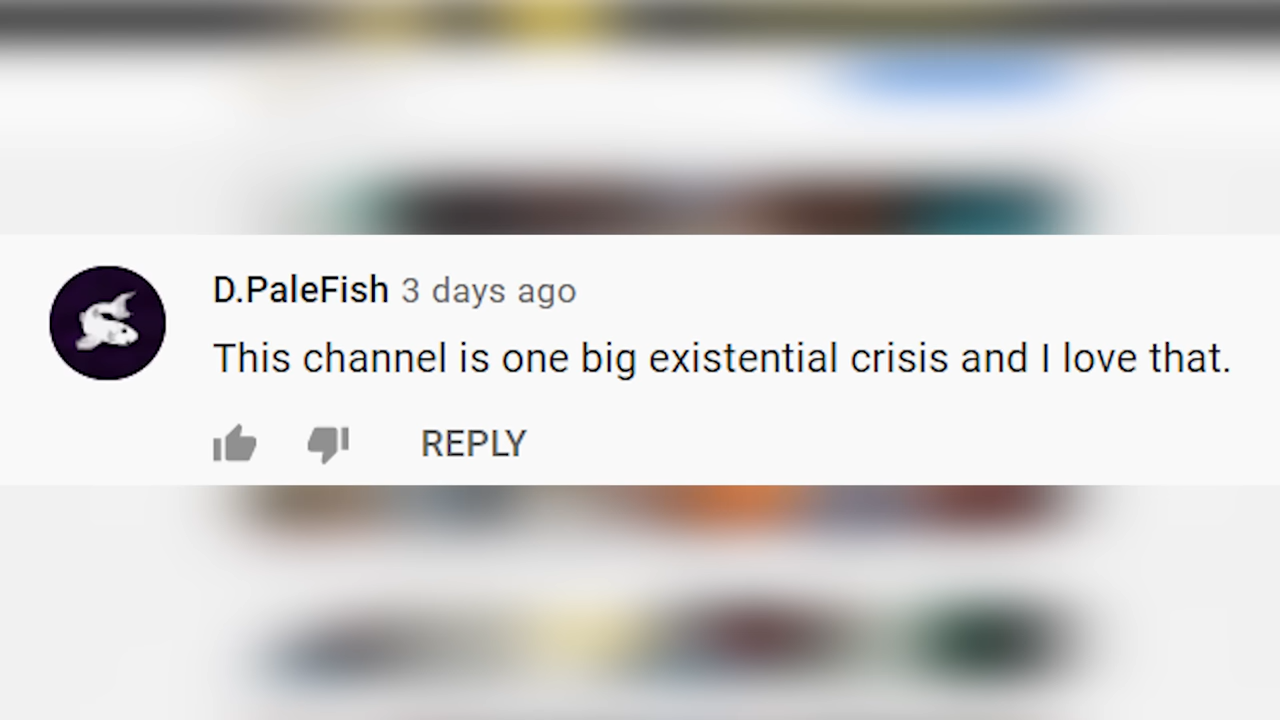 D.PaleFish 3 days ago
This channel is one big existential crisis and I love that.
REPLY